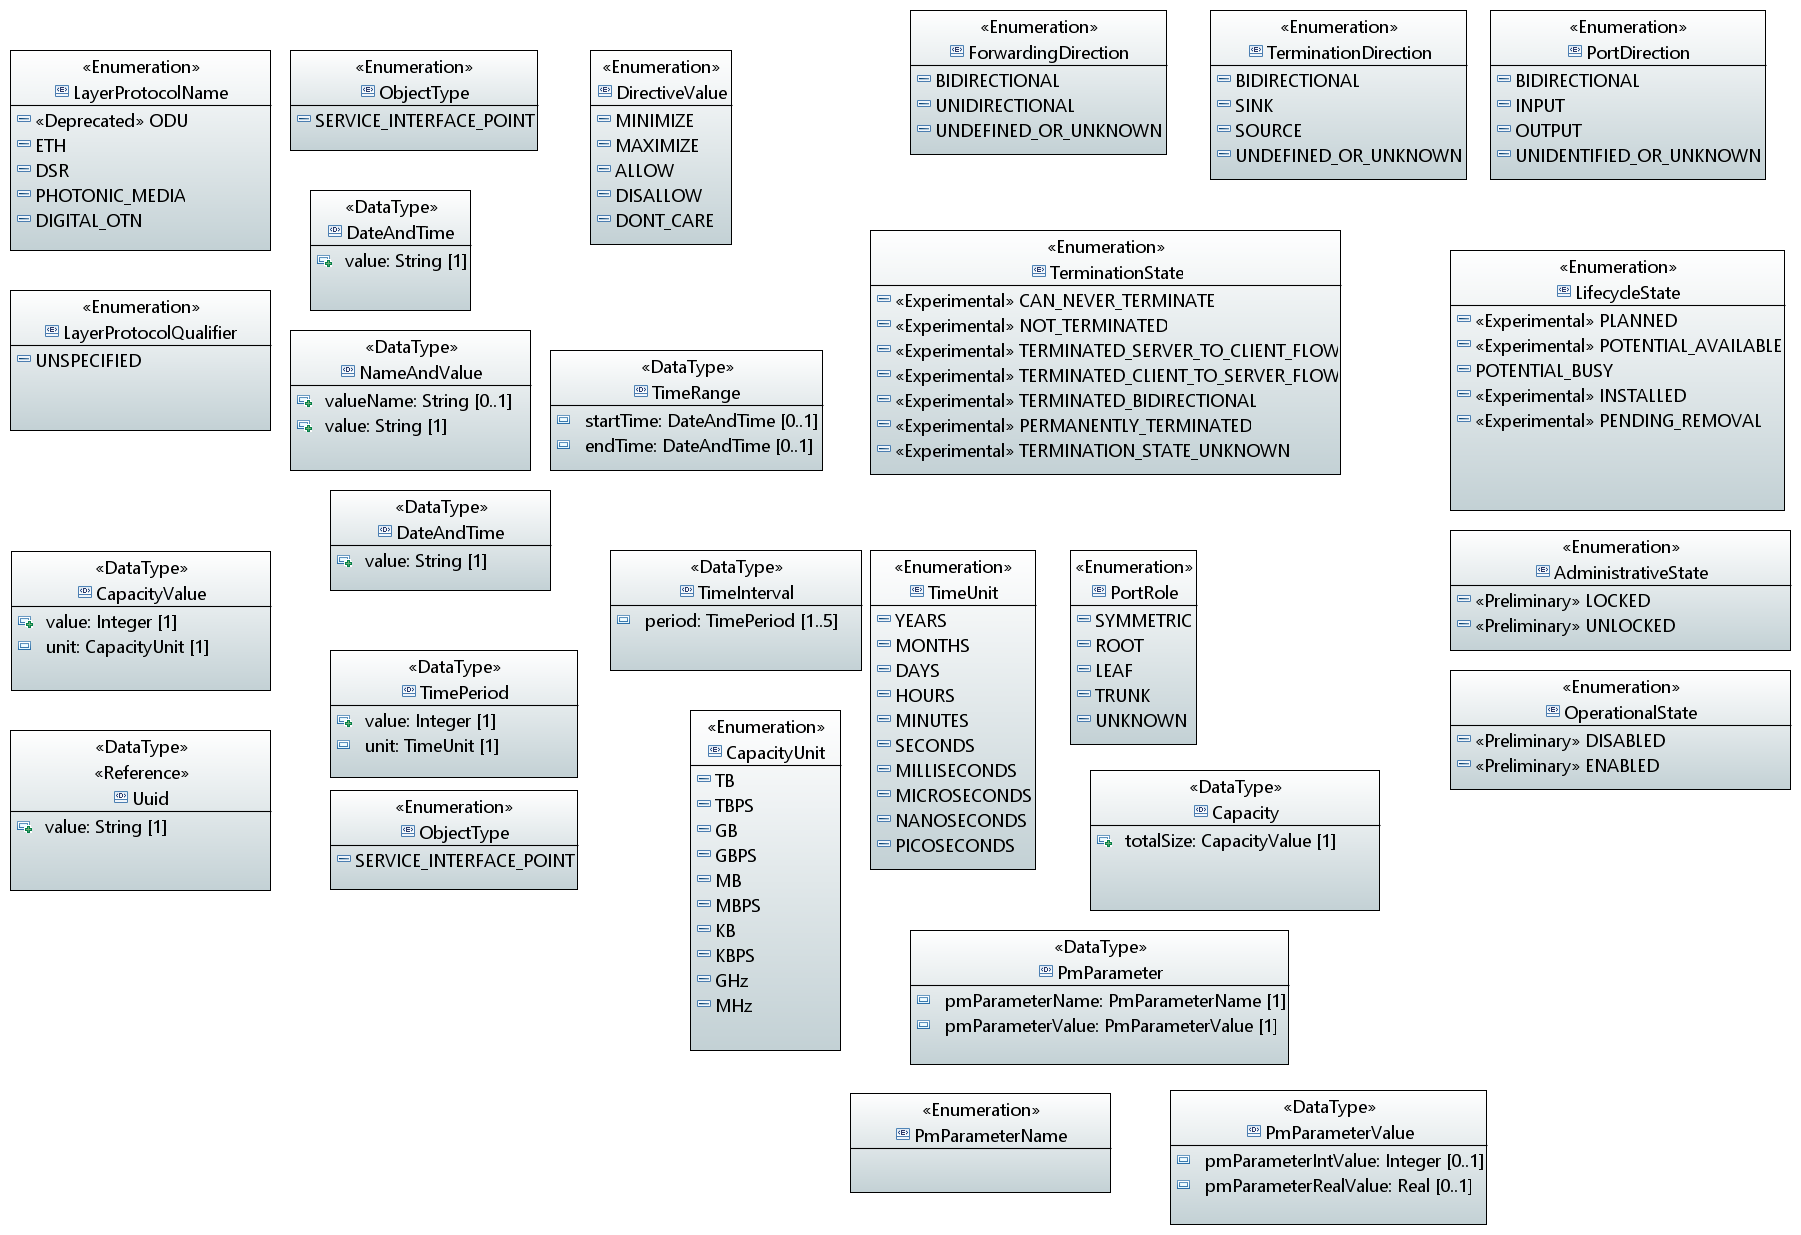 «Enumeration»
LayerProtocolName
«Deprecated» ODU
ETH
DSR
PHOTONIC_MEDIA
DIGITAL_OTN
«Enumeration»
ObjectType
SERVICE_INTERFACE_POINT
«Enumeration»
DirectiveValue
MINIMIZE
MAXIMIZE
ALLOW
DISALLOW
DONT_CARE
«Enumeration»
ForwardingDirection
BIDIRECTIONAL
UNIDIRECTIONAL
UNDEFINED_OR_UNKNOWN
«Enumeration»
TerminationDirection
BIDIRECTIONAL
SINK
SOURCE
UNDEFINED_OR_UNKNOWN
«Enumeration»
PortDirection
BIDIRECTIONAL
INPUT
OUTPUT
UNIDENTIFIED_OR_UNKNOWN
«DataType»
DateAndTime
value: String [1]
«Enumeration»
TerminationState
«Experimental» CAN_NEVER_TERMINATE
«Experimental» NOT_TERMINATED
«Experimental» TERMINATED_SERVER_TO_CLIENT_FLOW
«Experimental» TERMINATED_CLIENT_TO_SERVER_FLOW
«Experimental» TERMINATED_BIDIRECTIONAL
«Experimental» PERMANENTLY_TERMINATED
«Experimental» TERMINATION_STATE_UNKNOWN
«Enumeration»
LifecycleState
«Experimental» PLANNED
«Experimental» POTENTIAL_AVAILABLE
POTENTIAL_BUSY
«Experimental» INSTALLED
«Experimental» PENDING_REMOVAL
«Enumeration»
LayerProtocolQualifier
UNSPECIFIED
«DataType»
NameAndValue
valueName: String [0..1]
value: String [1]
«DataType»
TimeRange
startTime: DateAndTime [0..1]
endTime: DateAndTime [0..1]
«DataType»
DateAndTime
value: String [1]
«DataType»
CapacityValue
value: Integer [1]
unit: CapacityUnit [1]
«DataType»
TimeInterval
period: TimePeriod [1..5]
«Enumeration»
TimeUnit
YEARS
MONTHS
DAYS
HOURS
MINUTES
SECONDS
MILLISECONDS
MICROSECONDS
NANOSECONDS
PICOSECONDS
«Enumeration»
PortRole
SYMMETRIC
ROOT
LEAF
TRUNK
UNKNOWN
«Enumeration»
AdministrativeState
«Preliminary» LOCKED
«Preliminary» UNLOCKED
«DataType»
TimePeriod
value: Integer [1]
unit: TimeUnit [1]
«Enumeration»
OperationalState
«Preliminary» DISABLED
«Preliminary» ENABLED
«DataType»
«Reference»
Uuid
value: String [1]
«Enumeration»
ObjectType
SERVICE_INTERFACE_POINT
«Enumeration»
CapacityUnit
TB
TBPS
GB
GBPS
MB
MBPS
KB
KBPS
GHz
MHz
«DataType»
Capacity
totalSize: CapacityValue [1]
«DataType»
PmParameter
pmParameterName: PmParameterName [1]
pmParameterValue: PmParameterValue [1]
«Enumeration»
PmParameterName
«DataType»
PmParameterValue
pmParameterIntValue: Integer [0..1]
pmParameterRealValue: Real [0..1]